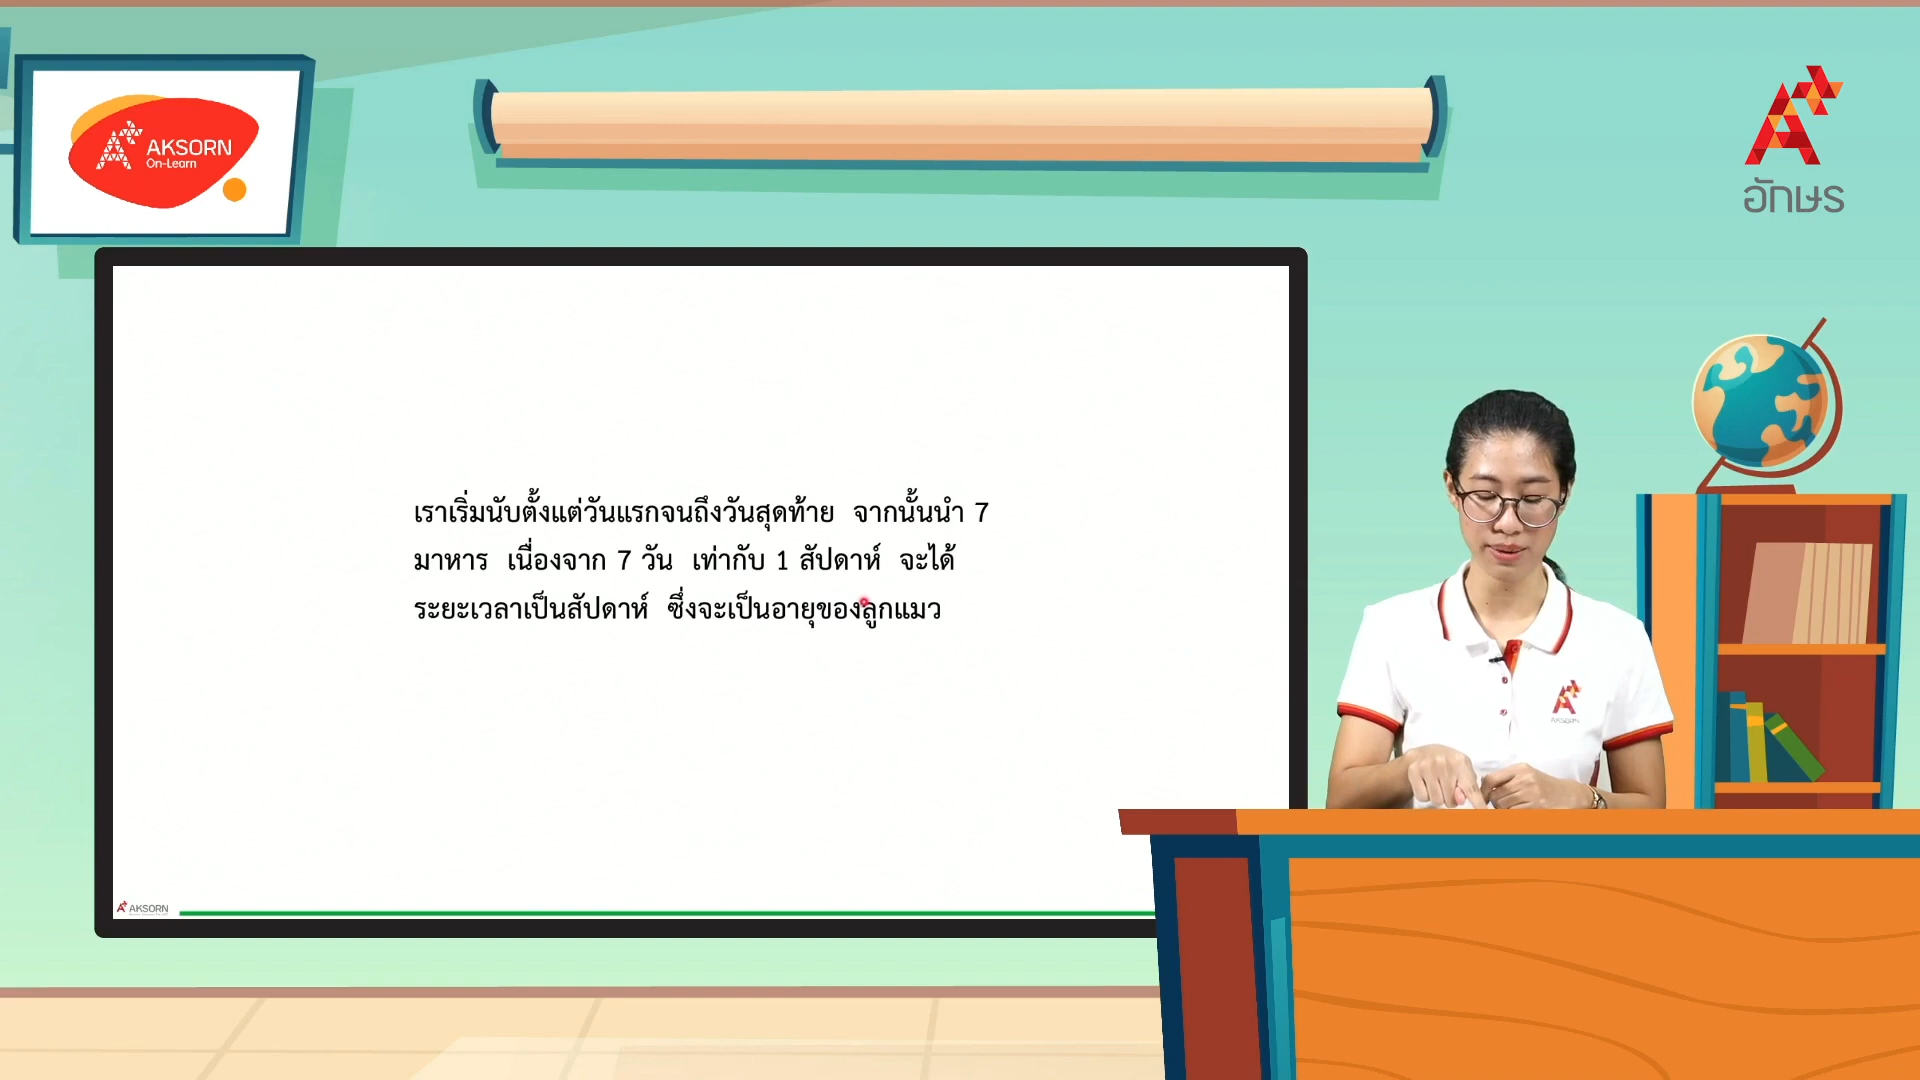 AKSORN
On-Learn
อักษร
เราเริ่มนับตั้งแต่วันแรกจนถึงวันสุดท้าย จากนั้นนำ 7
มาหาร เนื่องจาก 7 วัน เท่ากับ 1 สัปดาห์ จะได้
ระยะเวลาเป็นสัปดาห์ ซึ่งจะเป็นอายุของลูกแมว
AKSORN
AKSORN